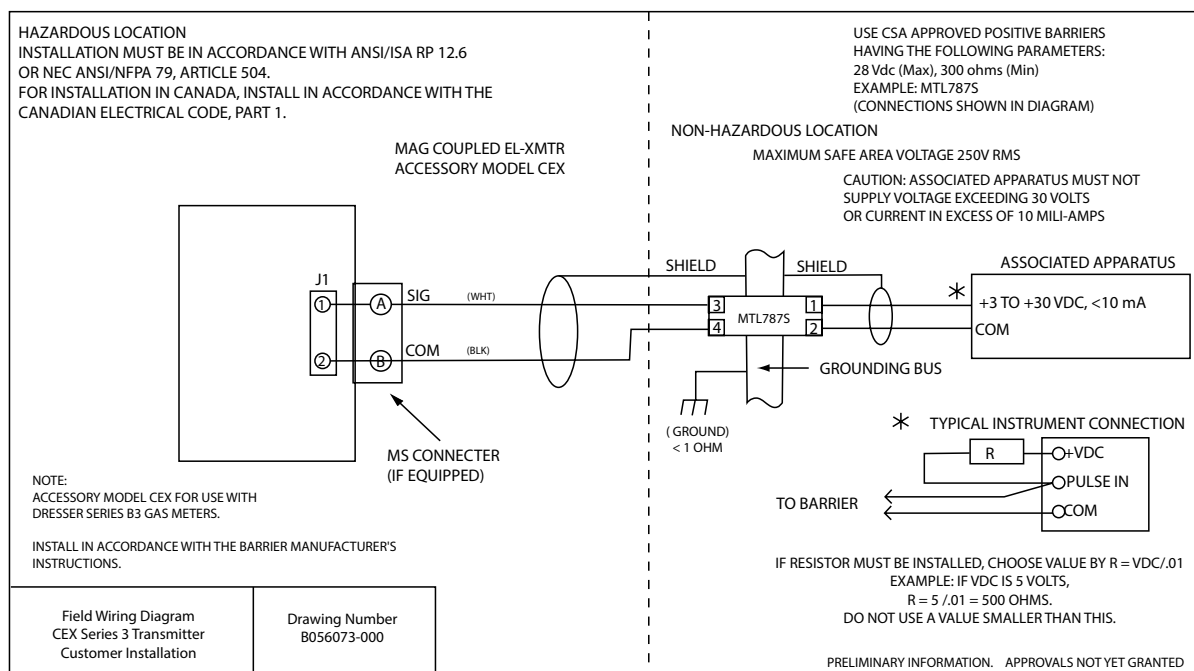 HAZARDOUS LOCATION
INSTALLATION MUST BE IN ACCORDANCE WITH ANSI/ISA RP 12.6
OR NEC ANSI/NFPA 79, ARTICLE 504.
FOR INSTALLATION IN CANADA, INSTALL IN ACCORDANCE WITH THE
CANADIAN ELECTRICAL CODE, PART 1.
USE CSA APPROVED POSITIVE BARRIERS
HAVING THE FOLLOWING PARAMETERS:
28 Vdc (Max), 300 ohms (Min)
EXAMPLE: MTL787S
(CONNECTIONS SHOWN IN DIAGRAM)
NON-HAZARDOUS LOCATION
MAXIMUM SAFE AREA VOLTAGE 250V RMS
CAUTION: ASSOCIATED APPARATUS MUST NOT
SUPPLY VOLTAGE EXCEEDING 30 VOLTS
OR CURRENT IN EXCESS OF 10 MILI-AMPS
MAG COUPLED EL-XMTR
ACCESSORY MODEL CEX
J1
1
2
A
B
SIG
(WHT)
COM
(BLK)
SHIELD
SHIELD
3
4
MTL787S
1
2
ASSOCIATED APPARATUS
*
+3 TO +30 VDC, <10 mA
COM
GROUNDING BUS
( GROUND)
< 1 OHM
MS CONNECTER
(IF EQUIPPED)
* TYPICAL INSTRUMENT CONNECTION
R
+VDC
PULSE IN
COM
TO BARRIER
NOTE:
ACCESSORY MODEL CEX FOR USE WITH
DRESSER SERIES B3 GAS METERS.
INSTALL IN ACCORDANCE WITH THE BARRIER MANUFACTURER'S
INSTRUCTIONS.
IF RESISTOR MUST BE INSTALLED, CHOOSE VALUE BY R = VDC/.01
EXAMPLE: IF VDC IS 5 VOLTS,
R = 5 /.01 = 500 OHMS.
DO NOT USE A VALUE SMALLER THAN THIS.
Field Wiring Diagram
CEX Series 3 Transmitter
Customer Installation
Drawing Number
B056073-000
PRELIMINARY INFORMATION. APPROVALS NOT YET GRANTED